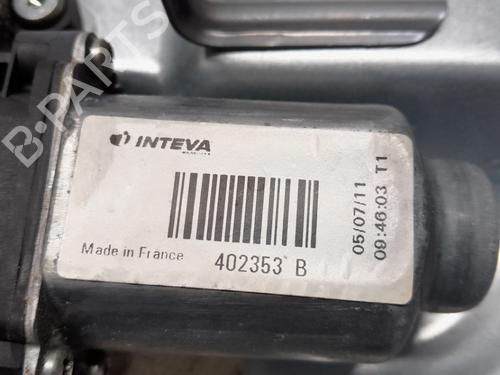 INTEVA
Made in France
402353 B
05/07/11
09:46:03 T1
B-PARTS